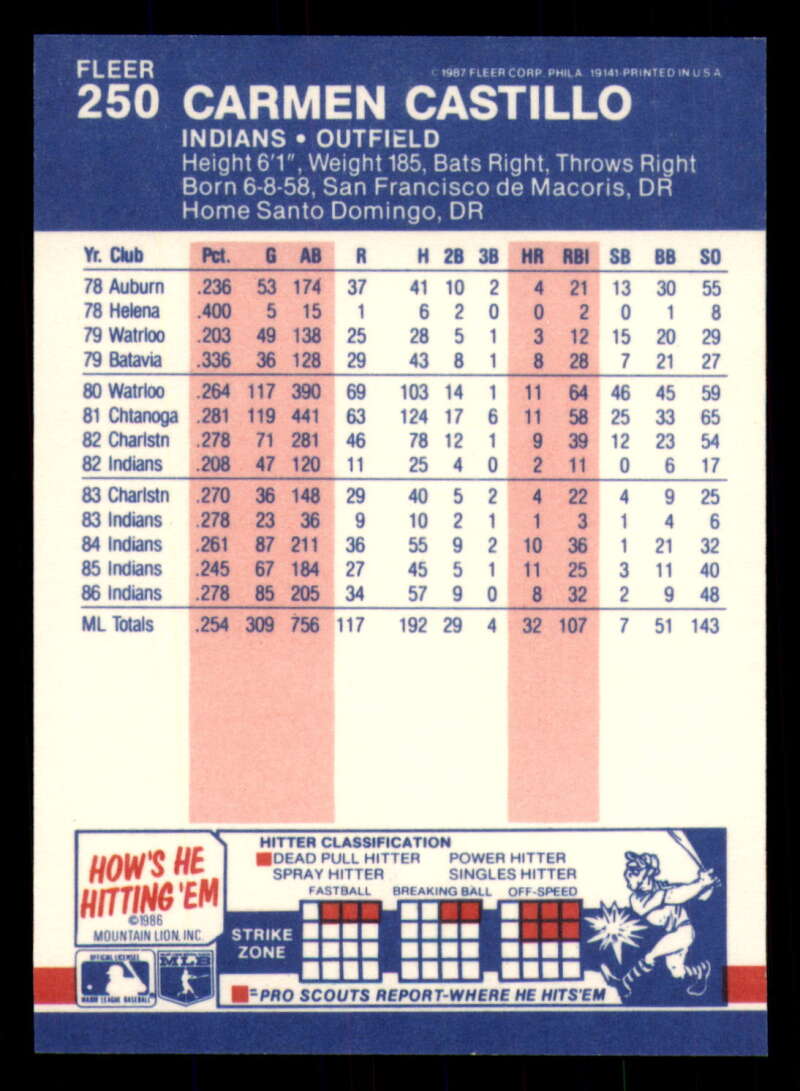 FLEER
©1987 FLEER CORP. PHILA. 19141-PRINTED IN U S A
250 CARMEN CASTILLO
INDIANS • OUTFIELD
Height 6'1", Weight 185, Bats Right, Throws Right
Born 6-8-58, San Francisco de Macoris, DR
Home Santo Domingo, DR
Yr. Club Pct. G AB R H 2B 3B HR RBI SB BB SO
78 Auburn .236 53 174 37 41 10 2 4 21 13 30 55
78 Helena .400 5 15 1 6 2 0 0 2 0 1 8
79 Watrloo .203 49 138 25 28 5 1 3 12 15 20 29
79 Batavia .336 36 128 29 43 8 1 8 28 7 21 27
80 Watrloo .264 117 390 69 103 14 1 11 64 46 45 59
81 Chtanoga .281 119 441 63 124 17 6 11 58 25 33 65
82 Charlstn .278 71 281 46 78 12 1 9 39 12 23 54
82 Indians .208 47 120 11 25 4 0 2 11 0 6 17
83 Charlstn .270 36 148 29 40 5 2 4 22 4 9 25
83 Indians .278 23 36 9 10 2 1 1 3 1 4 6
84 Indians .261 87 211 36 55 9 2 10 36 1 21 32
85 Indians .245 67 184 27 45 5 1 11 25 3 11 40
86 Indians .278 85 205 34 57 9 0 8 32 2 9 48
ML Totals .254 309 756 117 192 29 4 32 107 7 51 143
HOW'S HE
HITTING 'EM
©1986
MOUNTAIN LION, INC.
OFFICIAL LICENSEE
MAJOR LEAGUE BASEBALL
MLB
HITTER CLASSIFICATION
DEAD PULL HITTER POWER HITTER
SPRAY HITTER SINGLES HITTER
FASTBALL BREAKING BALL OFF-SPEED
STRIKE
ZONE
=PRO SCOUTS REPORT-WHERE HE HITS'EM